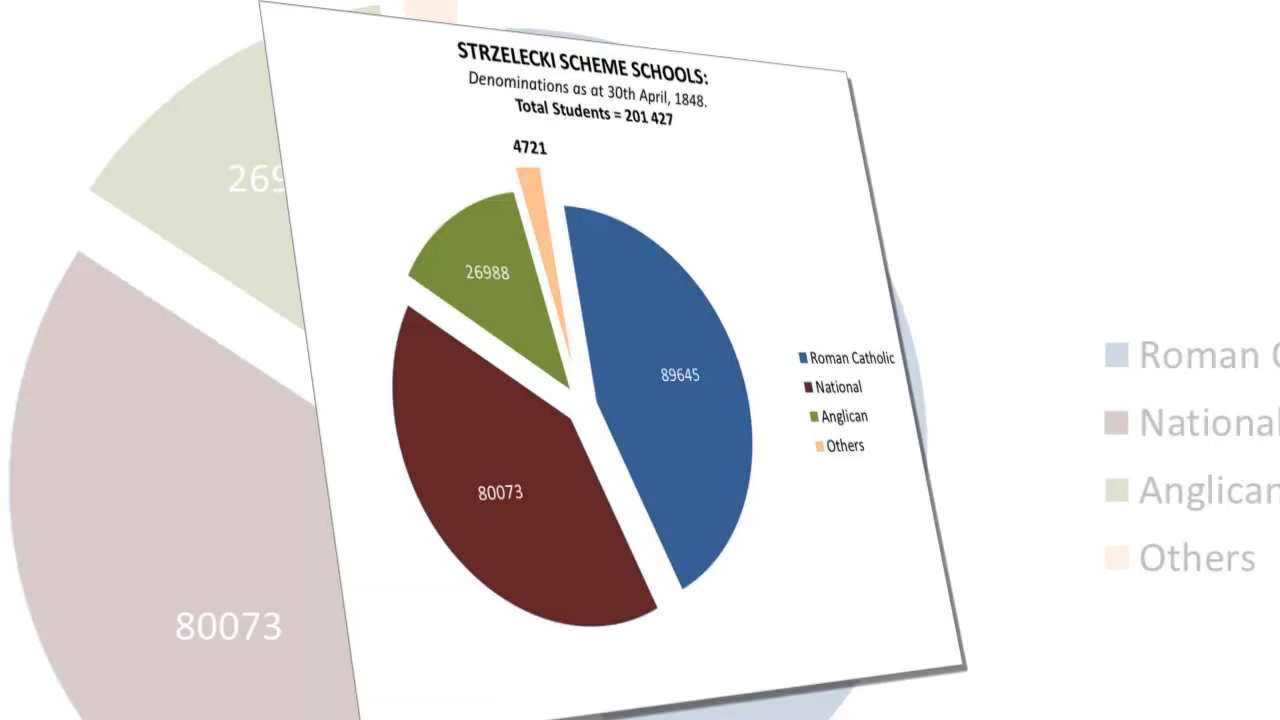 STRZELECKI SCHEME SCHOOLS:
Denominations as at 30th April, 1848.
Total Students = 201 427
4721
26988
89645
80073
Roman Catholic
National
Anglican
Others
269
80073
Roman C
National
Anglican
Others